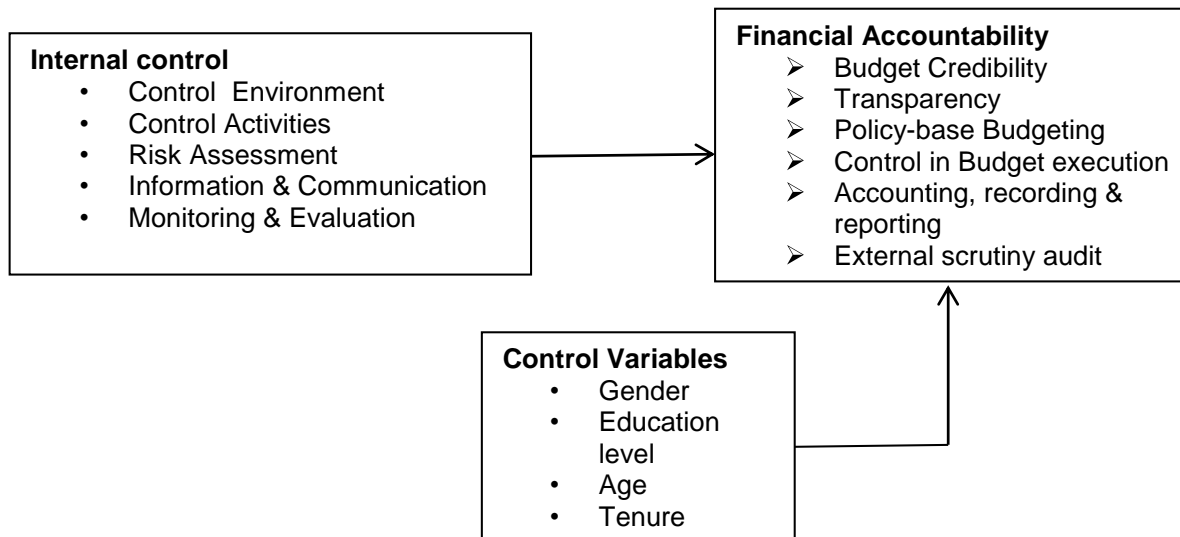 Internal control
• Control Environment
• Control Activities
• Risk Assessment
• Information & Communication
• Monitoring & Evaluation
Financial Accountability
➢ Budget Credibility
➢ Transparency
➢ Policy-base Budgeting
➢ Control in Budget execution
➢ Accounting, recording &
reporting
➢ External scrutiny audit
Control Variables
• Gender
• Education
level
• Age
• Tenure